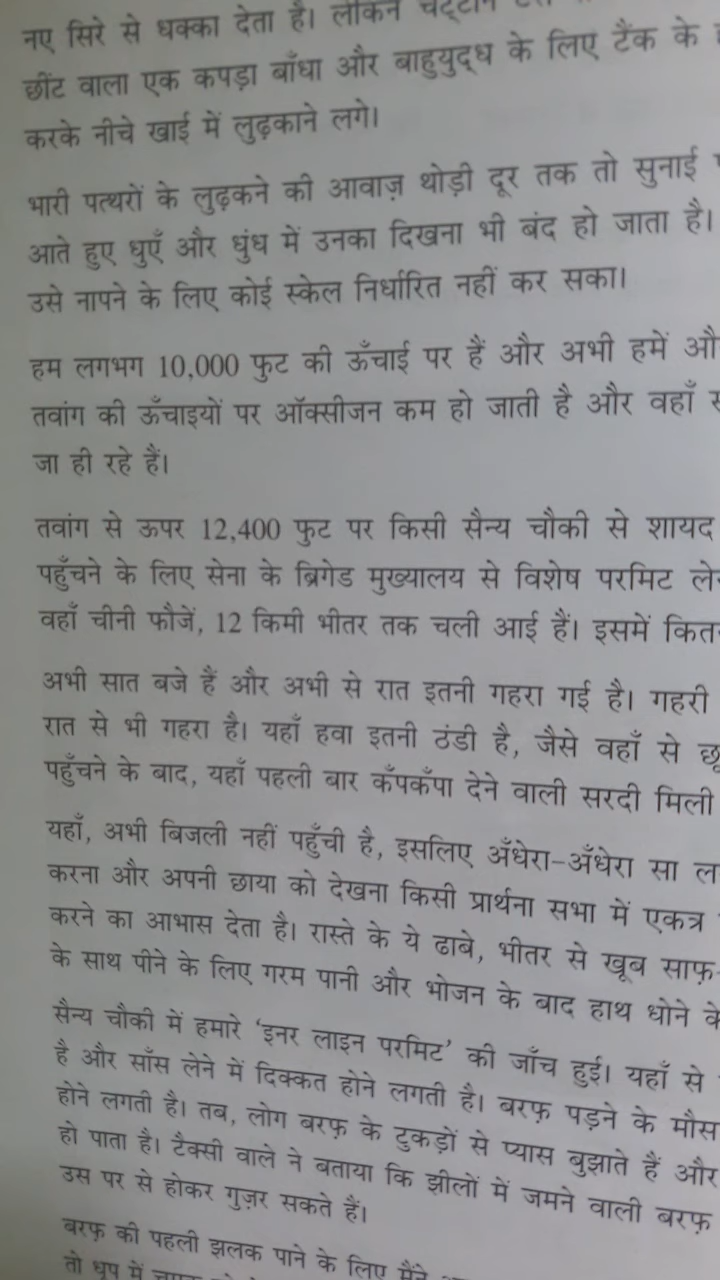 नए सिरे से धक्का देता है। लेकिन चट्टान
छींट वाला एक कपड़ा बाँधा और बाहुयुद्ध के लिए टैंक के
करके नीचे खाई में लुढ़काने लगे।
भारी पत्थरों के लुढ़कने की आवाज़ थोड़ी दूर तक तो सुनाई
आते हुए धुएँ और धुंध में उनका दिखना भी बंद हो जाता है।
उसे नापने के लिए कोई स्केल निर्धारित नहीं कर सका।
हम लगभग 10,000 फुट की ऊँचाई पर हैं और अभी हमें
तवांग की ऊँचाइयों पर ऑक्सीजन कम हो जाती है और वहाँ
जा ही रहे हैं।
तवांग से ऊपर 12,400 फुट पर किसी सैन्य चौकी से शायद
पहुँचने के लिए सेना के ब्रिगेड मुख्यालय से विशेष परमिट
वहाँ चीनी फौजें, 12 किमी भीतर तक चली आई हैं। इसमें
अभी सात बजे हैं और अभी से रात इतनी गहरा गई है। गहरी
रात से भी गहरा है। यहाँ हवा इतनी ठंडी है, जैसे वहाँ से
पहुँचने के बाद, यहाँ पहली बार कँपकँपा देने वाली सरदी मिली
यहाँ, अभी बिजली नहीं पहुँची है, इसलिए अँधेरा-अँधेरा सा
करना और अपनी छाया को देखना किसी प्रार्थना सभा में एकत्र
करने का आभास देता है। रास्ते के ये ढाबे, भीतर से खूब साफ़-
के साथ पीने के लिए गरम पानी और भोजन के बाद हाथ धोने के
सैन्य चौकी में हमारे 'इनर लाइन परमिट' की जाँच हुई। यहाँ से
है और साँस लेने में दिक्कत होने लगती है। बरफ़ पड़ने के
होने लगती है। तब, लोग बरफ़ के टुकड़ों से प्यास बुझाते हैं और
हो पाता है। टैक्सी वाले ने बताया कि झीलों में जमने वाली बरफ़
उस पर से होकर गुज़र सकते हैं।
बरफ़ की पहली झलक पाने के लिए मैंने
तो धूप में